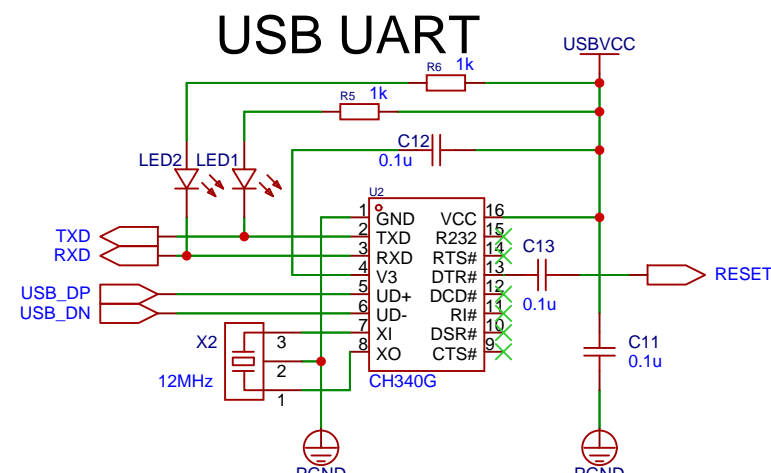 USB UART
USBVCC
R6 1k
R5 1k
C12
0.1u
LED2 LED1
U2
1 GND VCC 16
TXD 2 TXD R232 15
RXD 3 RXD RTS# 14
4 V3 DTR# 13
C13
0.1u
RESET
USB_DP 5 UD+ DCD# 12
USB_DN 6 UD- RI# 11
7 XI DSR# 10
8 XO CTS# 9
CH340G
X2
12MHz
3
2
1
C11
0.1u
PGND PGND